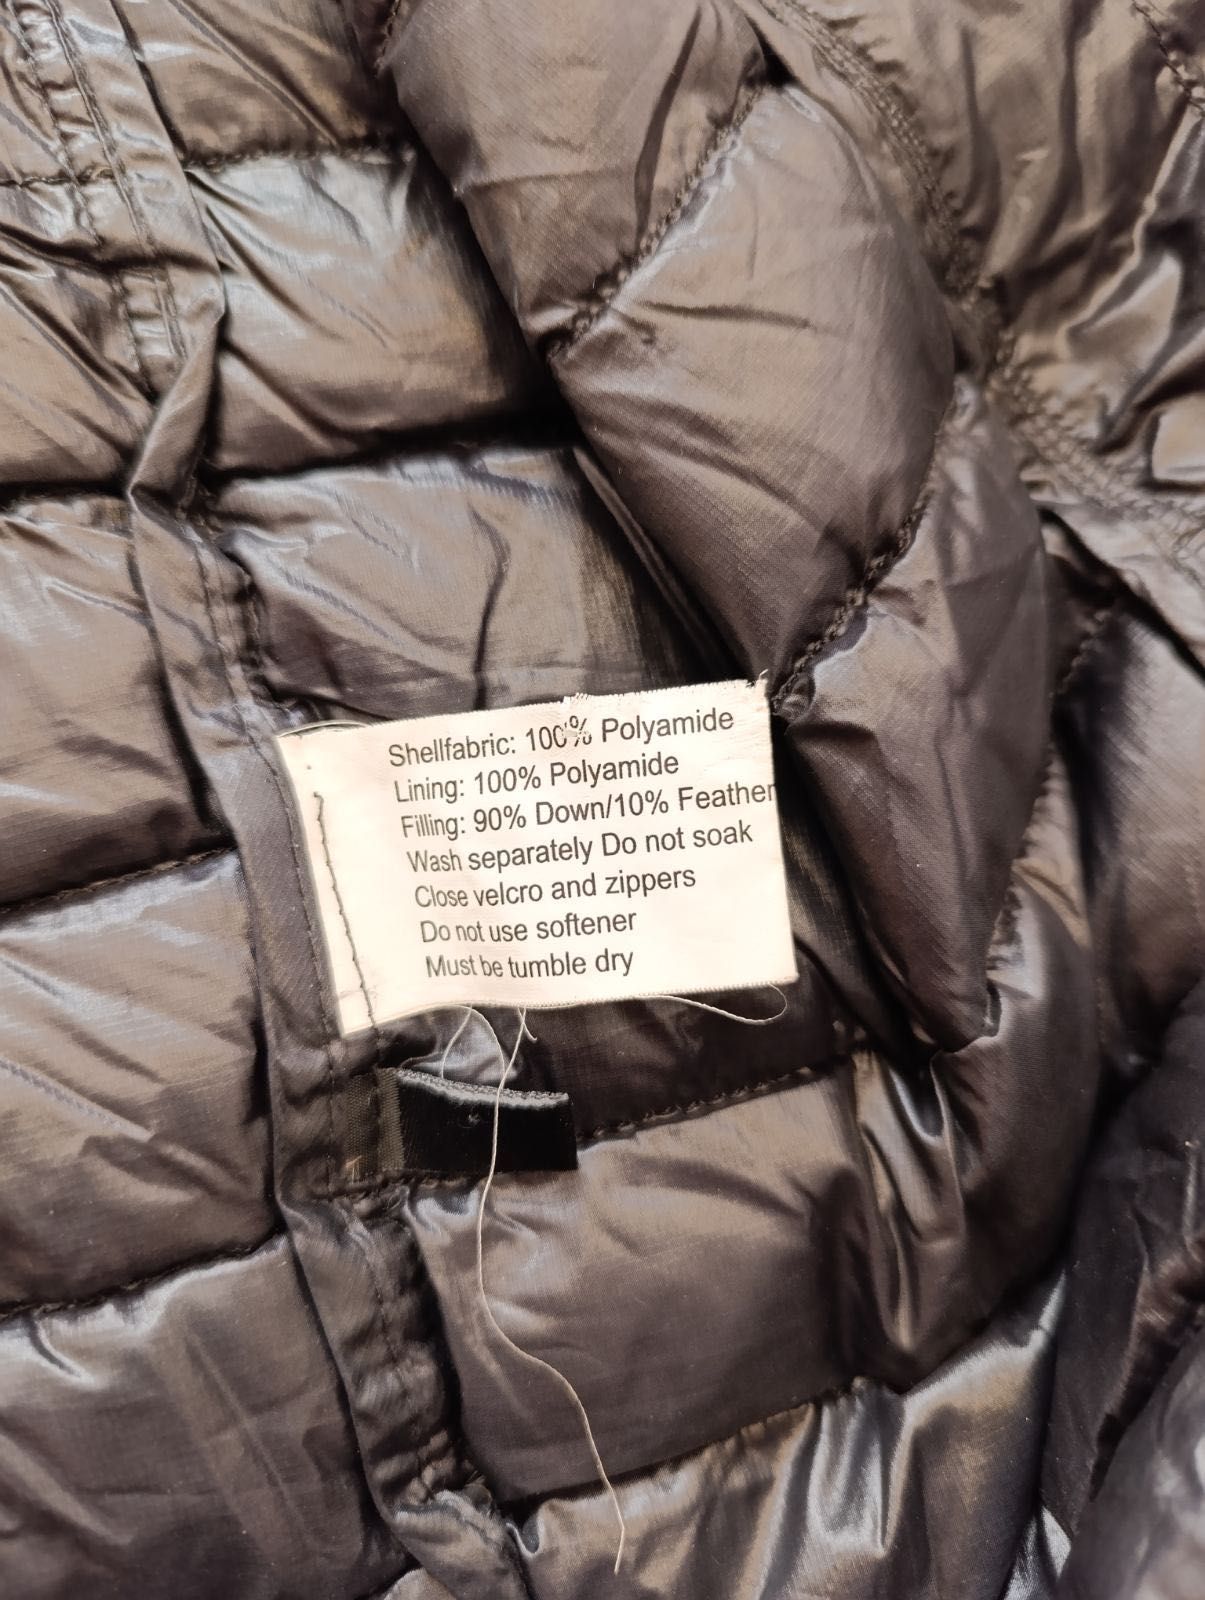 Shellfabric: 100% Polyamide
Lining: 100% Polyamide
Filling: 90% Down/10% Feather
Wash separately Do not soak
Close velcro and zippers
Do not use softener
Must be tumble dry